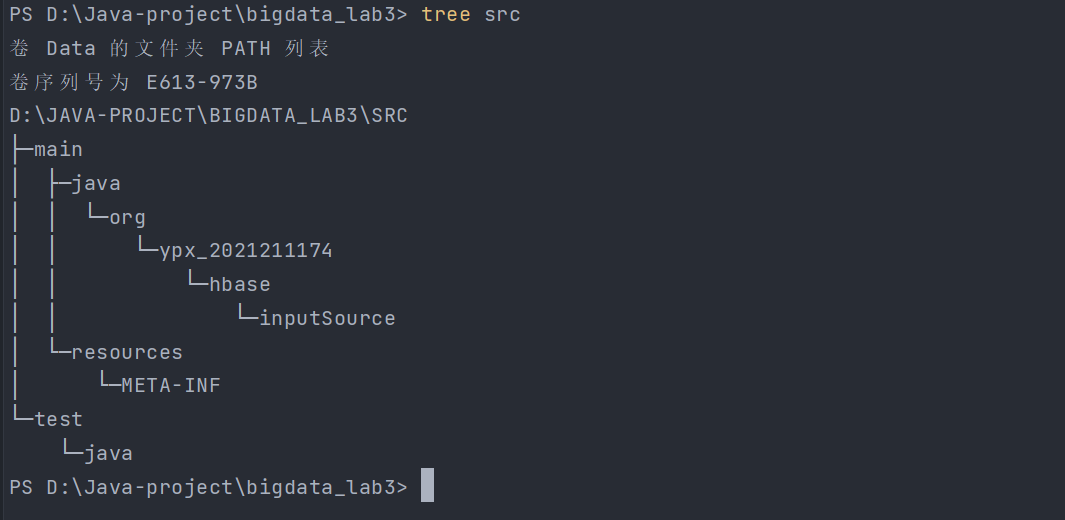 PS D:\Java-project\bigdata_lab3> tree src
卷 Data 的文件夹 PATH 列表
卷序列号为 E613-973B
D:\JAVA-PROJECT\BIGDATA_LAB3\SRC
├─main
│  ├─java
│  │  └─org
│  │      └─ypx_2021211174
│  │          └─hbase
│  │              └─inputSource
│  └─resources
│      └─META-INF
└─test
    └─java
PS D:\Java-project\bigdata_lab3>